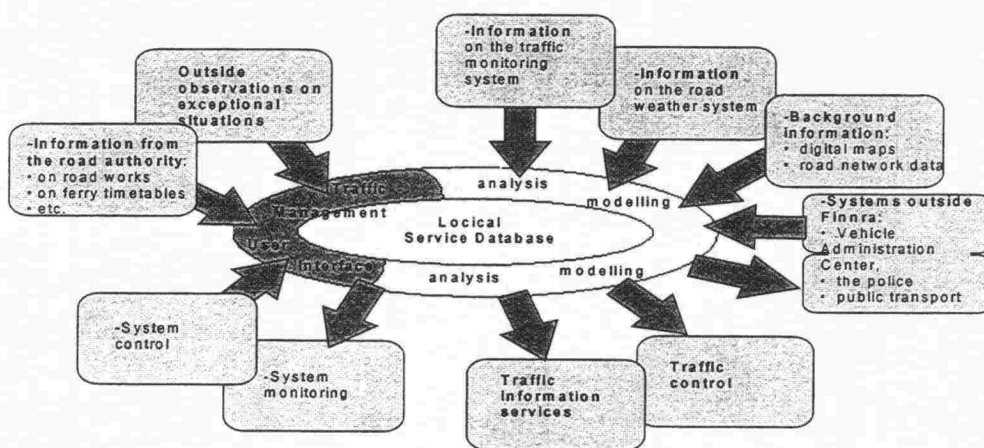 Outside
observations on
exceptional
situations
-Information
on the traffic
monitoring
system
-Information
on the road
weather system
-Background
information:
• digital maps
• road network data
-Information from
the road authority:
• on road works
• on ferry timetables
• etc.
Traffic
Management
User
Interface
analysis
modelling
Locical
Service Database
analysis
modelling
-Systems outside
Finnra:
• Vehicle
Administration
Center,
• the police
• public transport
-System
control
-System
monitoring
Traffic
Information
services
Traffic
control